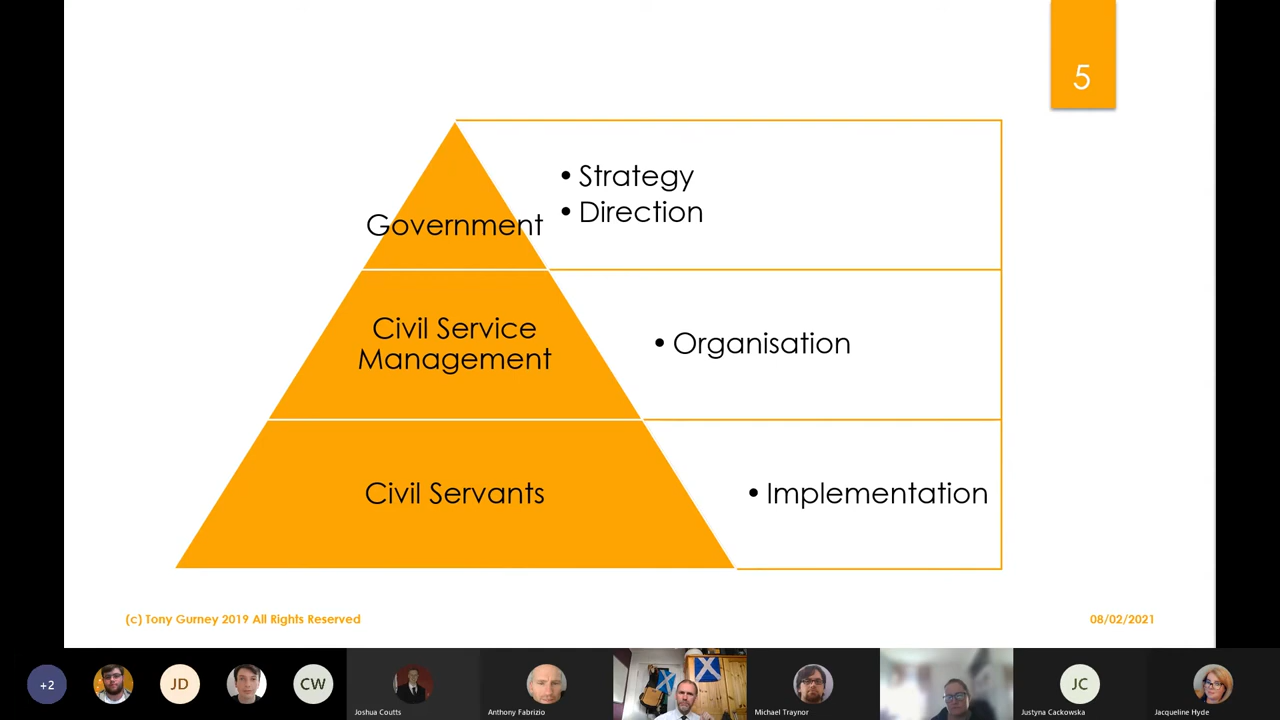 5
• Strategy
• Direction
Government
Civil Service
Management
• Organisation
Civil Servants
• Implementation
(c) Tony Gurney 2019 All Rights Reserved
08/02/2021
+2
JD
CW
JC
Joshua Coutts
Anthony Fabrizio
Michael Traynor
Justyna Cackowska
Jacqueline Hyde